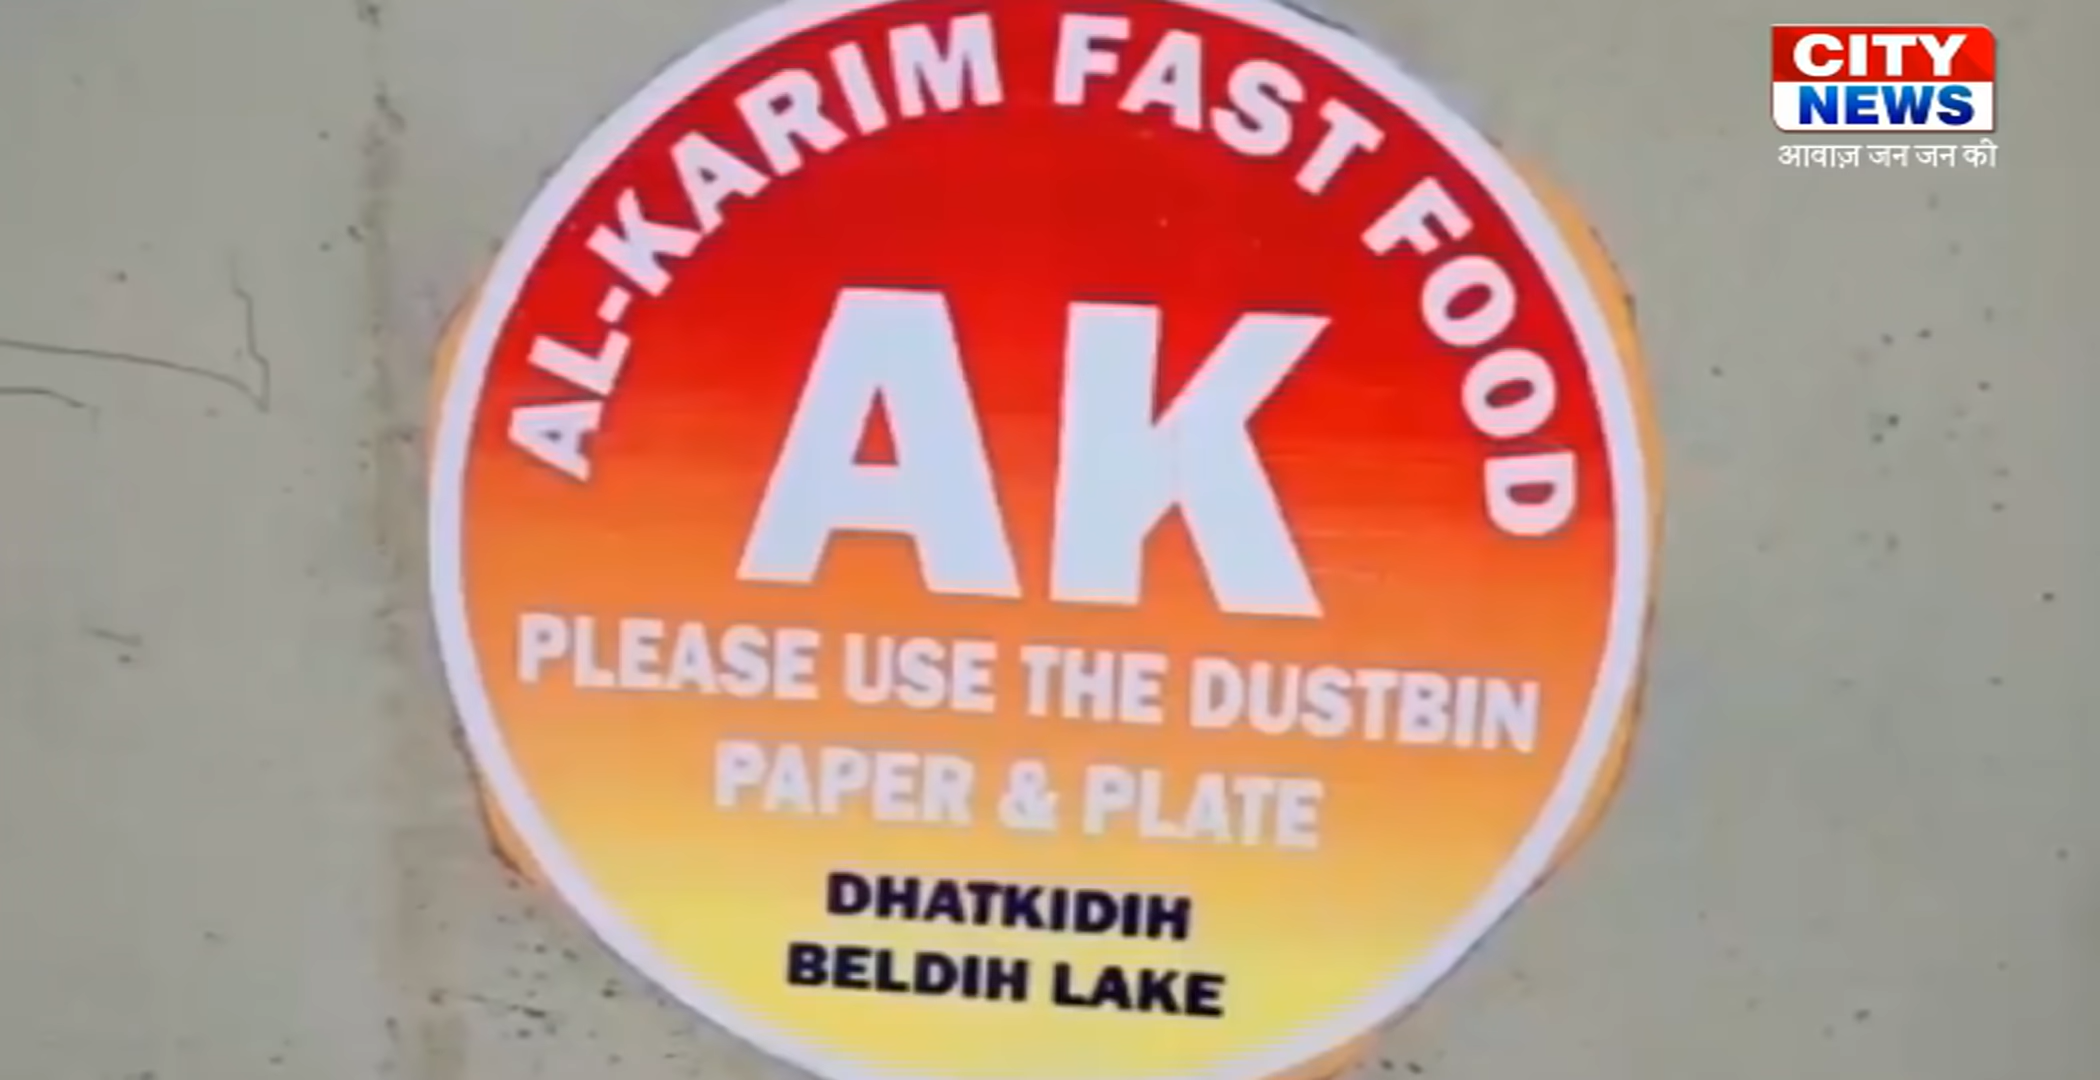 AL-KARIM FAST FOOD
AK
PLEASE USE THE DUSTBIN
PAPER & PLATE
DHATKIDIH
BELDIH LAKE
CITY
NEWS
आवाज़ जन जन की